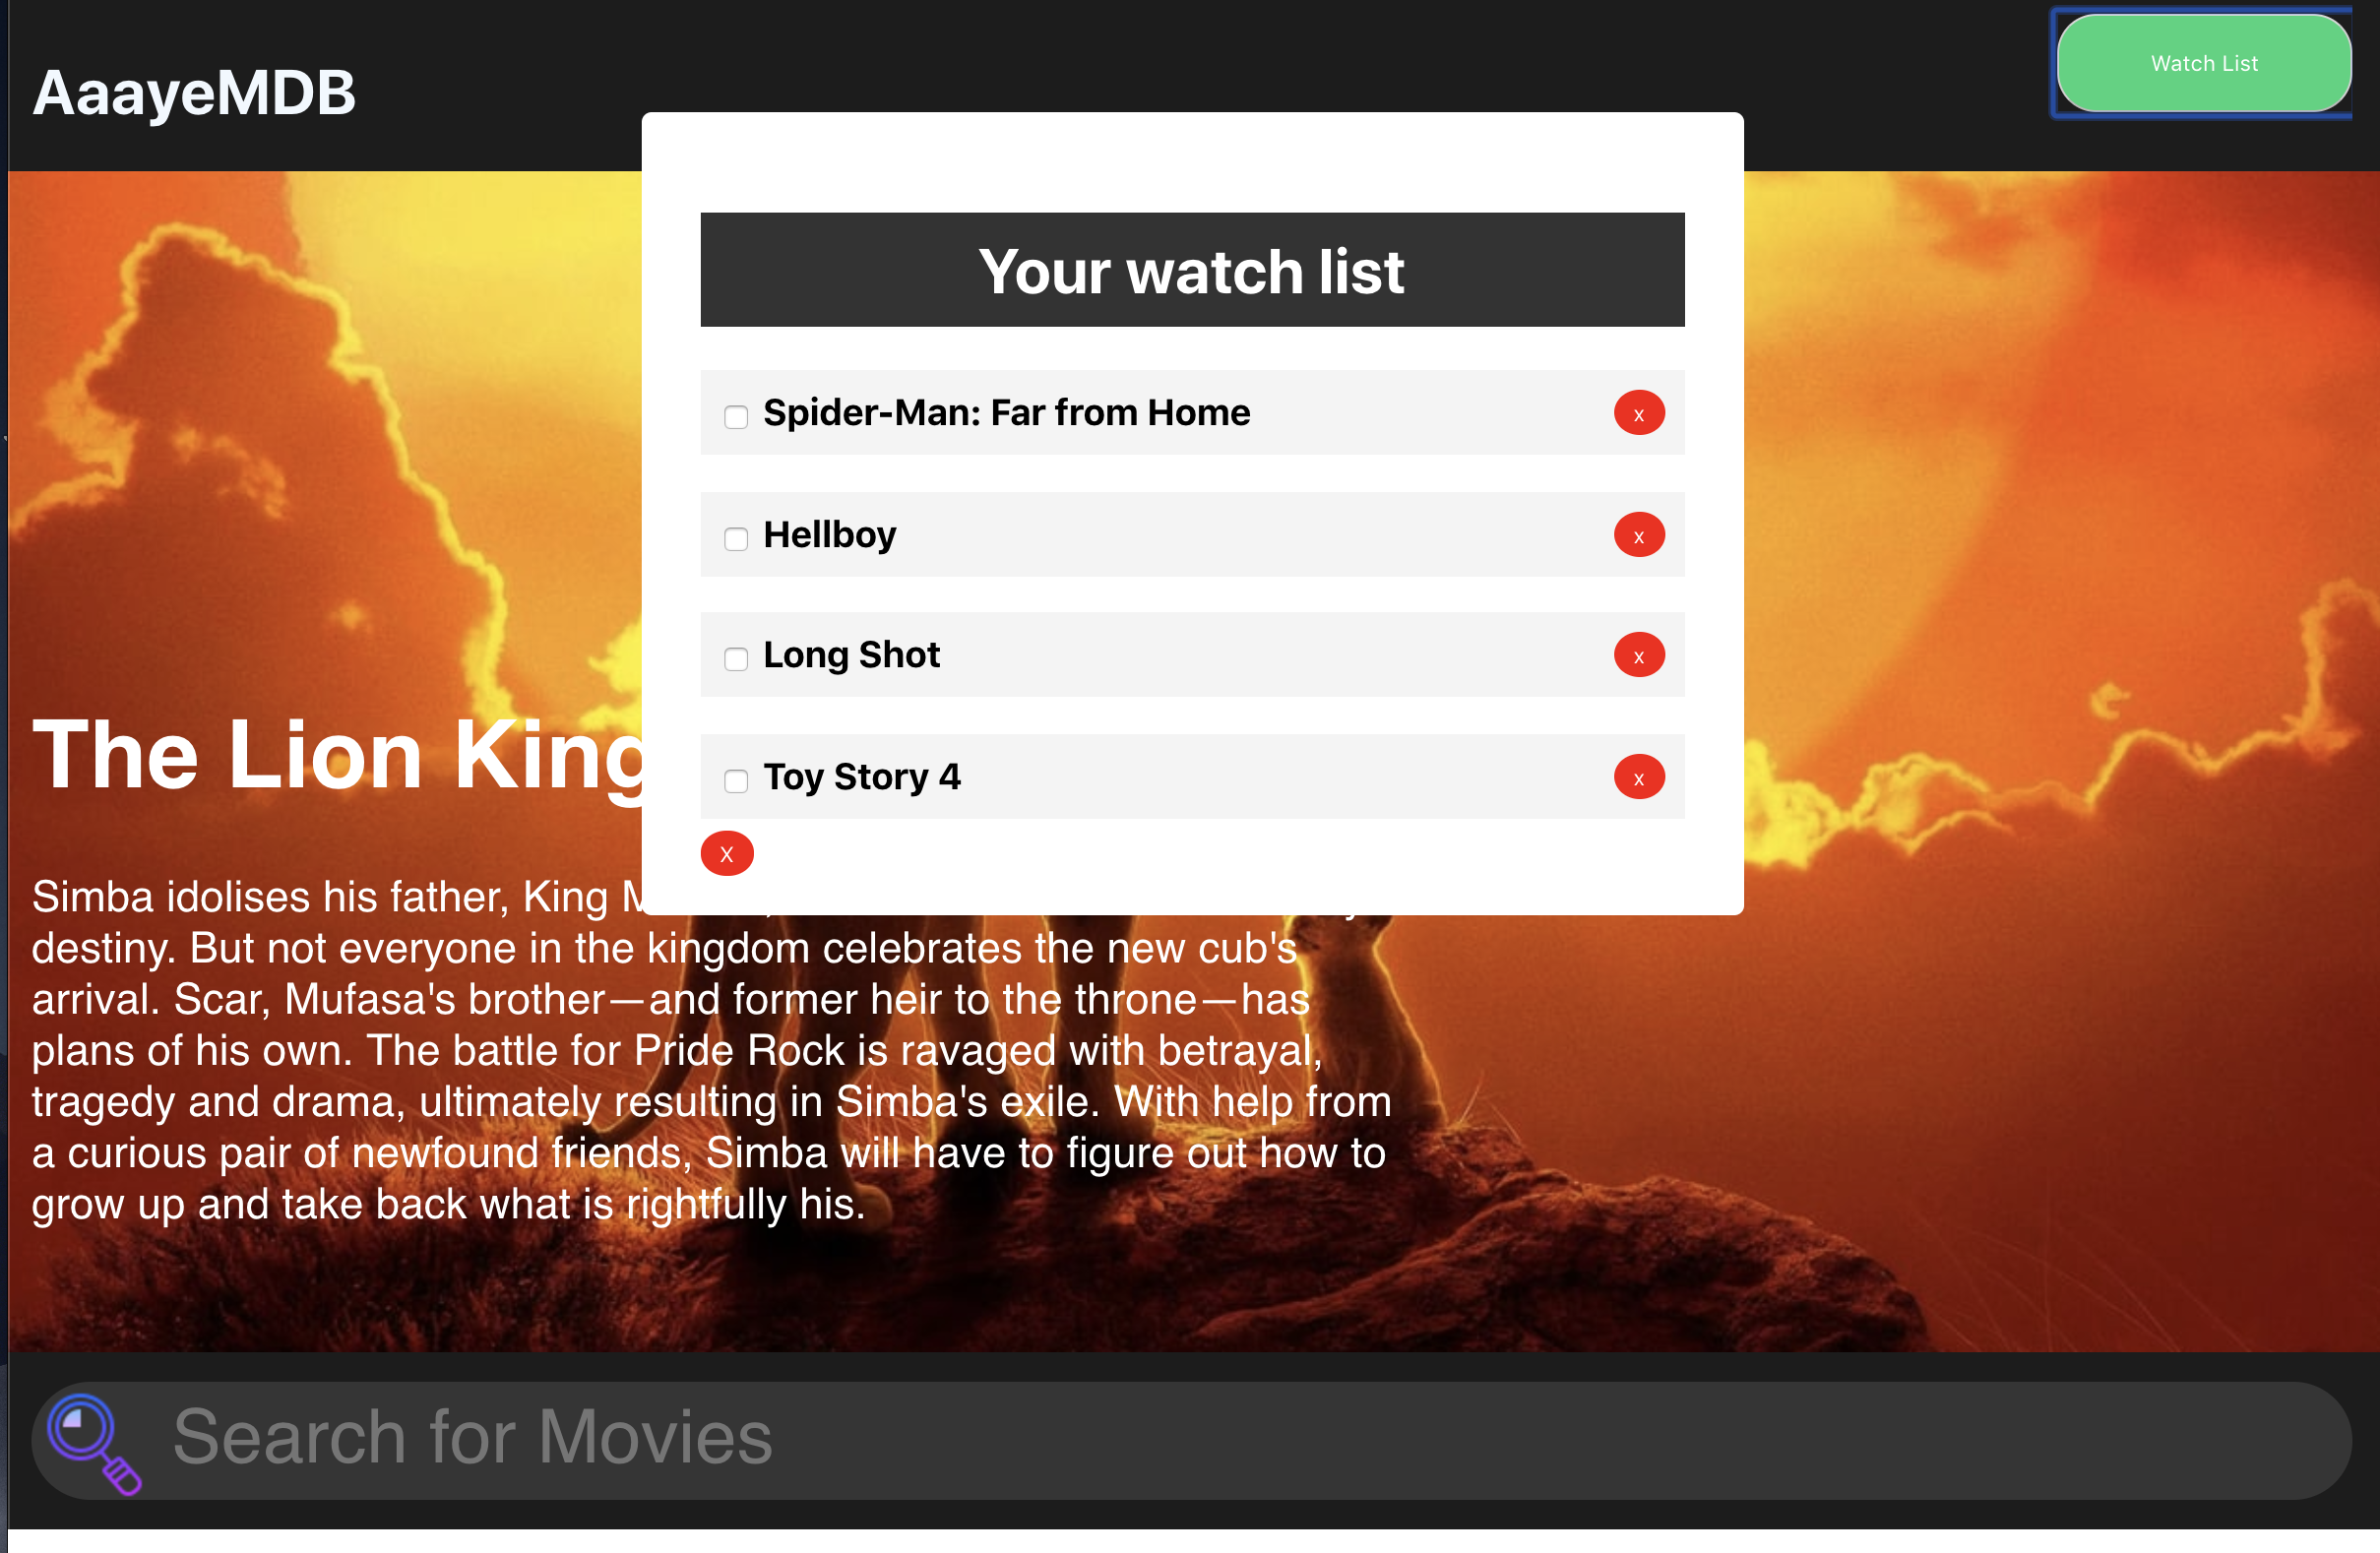 AaayeMDB
Watch List
Your watch list
Spider-Man: Far from Home
x
Hellboy
x
Long Shot
x
Toy Story 4
x
X
The Lion King
Simba idolises his father, King
destiny. But not everyone in the kingdom celebrates the new cub's
arrival. Scar, Mufasa's brother—and former heir to the throne—has
plans of his own. The battle for Pride Rock is ravaged with betrayal,
tragedy and drama, ultimately resulting in Simba's exile. With help from
a curious pair of newfound friends, Simba will have to figure out how to
grow up and take back what is rightfully his.
Search for Movies